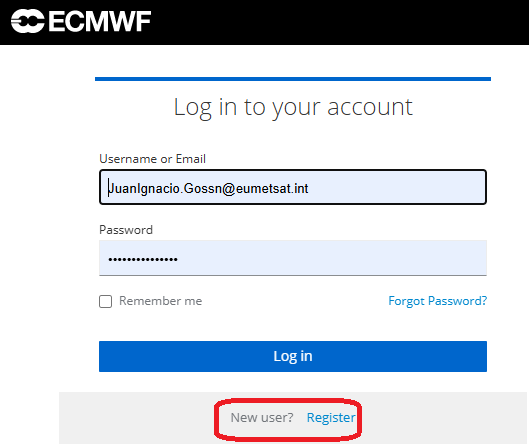 ECMWF
Log in to your account
Username or Email
JuanIgnacio.Gossn@eumetsat.int
Password
•••••••••••••••
Remember me
Forgot Password?
Log in
New user? Register